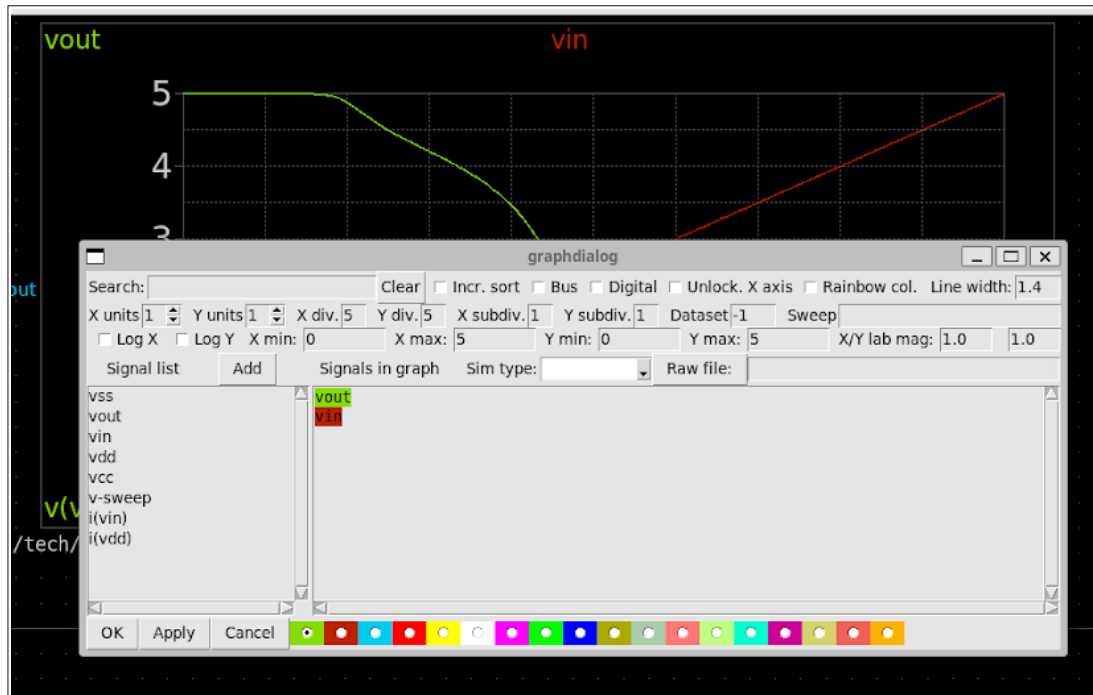 vout vin
5
4
3
out
graphdialog
Search: Clear Incr. sort Bus Digital Unlock. X axis Rainbow col. Line width: 1.4
X units 1 Y units 1 X div. 5 Y div. 5 X subdiv. 1 Y subdiv. 1 Dataset -1 Sweep
Log X Log Y X min: 0 X max: 5 Y min: 0 Y max: 5 X/Y lab mag: 1.0 1.0
Signal list Add Signals in graph Sim type: Raw file:
vss
vout
vin
vdd
vcc
v-sweep
i(vin)
i(vdd)
vout
vin
v(v
/tech/
OK Apply Cancel